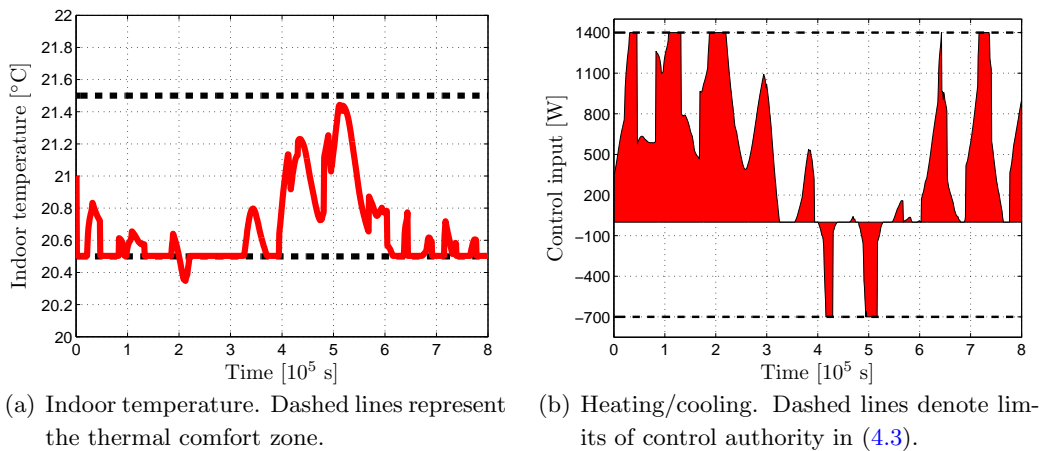 22
21.8
21.6
21.4
21.2
21
20.8
20.6
20.4
20.2
20
Indoor temperature [°C]
0 1 2 3 4 5 6 7 8
Time [10⁵ s]
1400
1100
800
500
200
−100
−400
−700
Control input [W]
0 1 2 3 4 5 6 7 8
Time [10⁵ s]
(a) Indoor temperature. Dashed lines represent
the thermal comfort zone.
(b) Heating/cooling. Dashed lines denote lim-
its of control authority in (4.3).